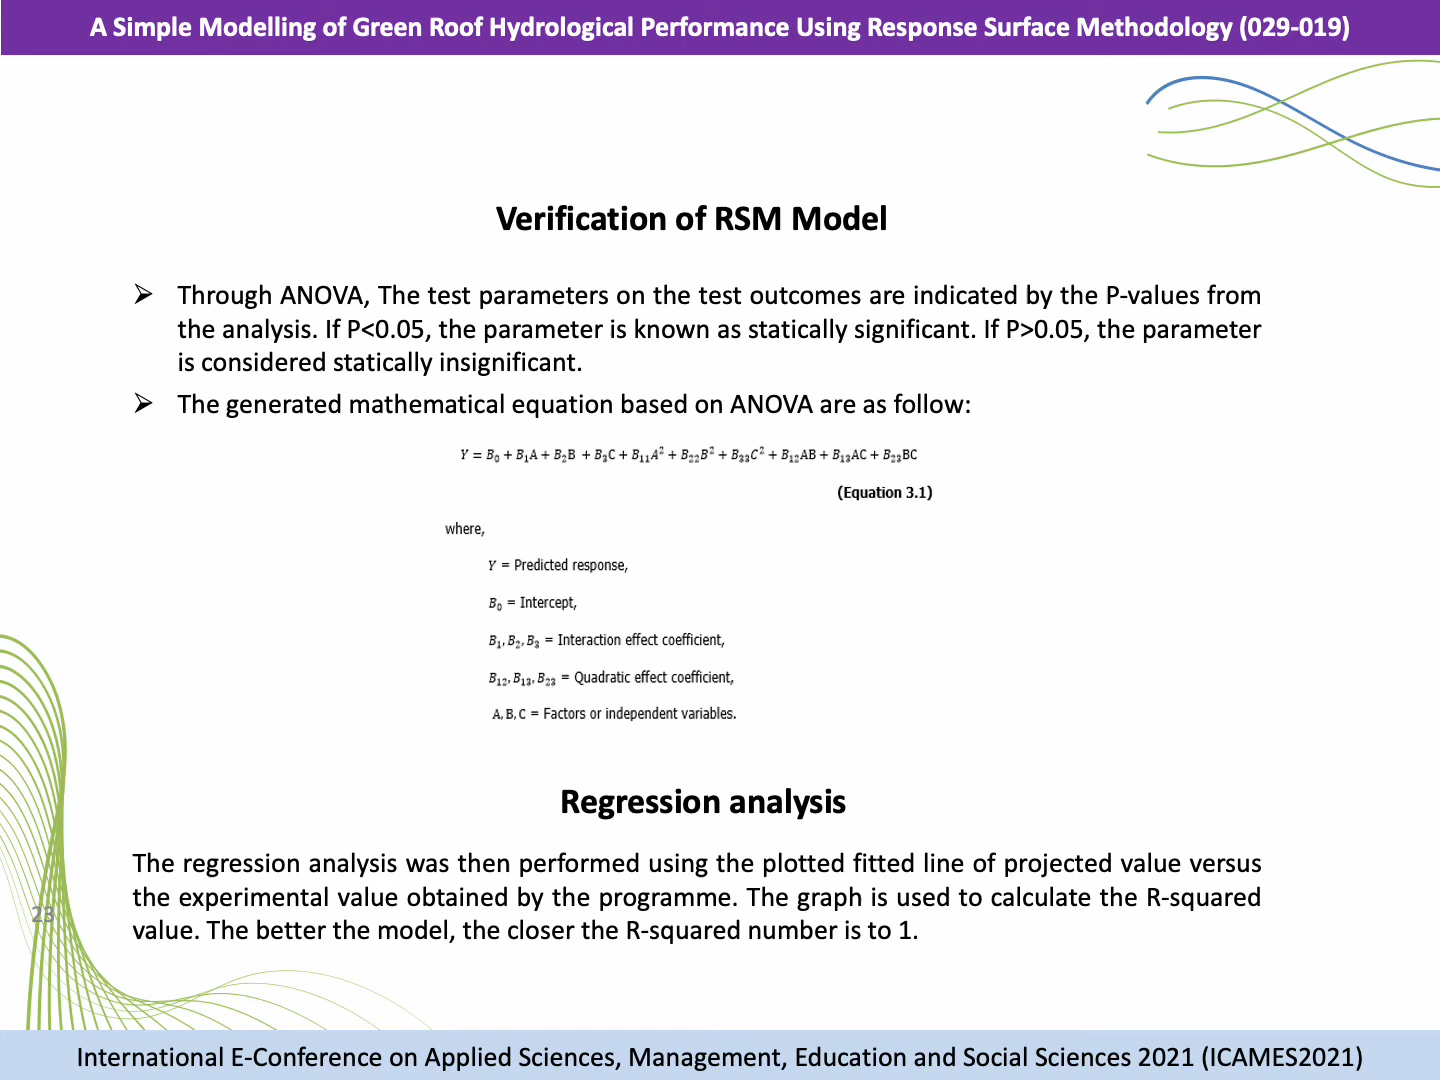 A Simple Modelling of Green Roof Hydrological Performance Using Response Surface Methodology (029-019)
Verification of RSM Model
➢ Through ANOVA, The test parameters on the test outcomes are indicated by the P-values from
the analysis. If P<0.05, the parameter is known as statically significant. If P>0.05, the parameter
is considered statically insignificant.
➢ The generated mathematical equation based on ANOVA are as follow:
Y = B₀ + B₁A + B₂B + B₃C + B₁₁A² + B₂₂B² + B₃₃C² + B₁₂AB + B₁₃AC + B₂₃BC
(Equation 3.1)
where,
Y = Predicted response,
B₀ = Intercept,
B₁, B₂, B₃ = Interaction effect coefficient,
B₁₂, B₁₃, B₂₃ = Quadratic effect coefficient,
A, B, C = Factors or independent variables.
Regression analysis
The regression analysis was then performed using the plotted fitted line of projected value versus
the experimental value obtained by the programme. The graph is used to calculate the R-squared
value. The better the model, the closer the R-squared number is to 1.
23
International E-Conference on Applied Sciences, Management, Education and Social Sciences 2021 (ICAMES2021)